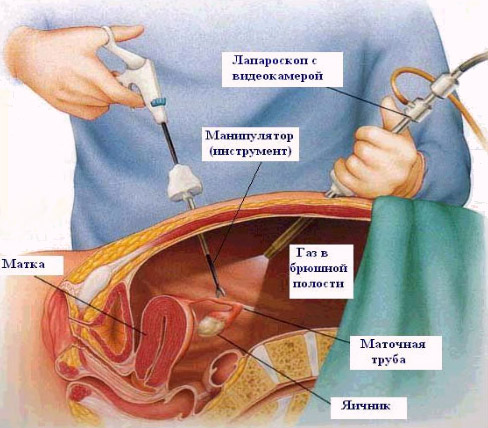 Лапароскоп с
видеокамерой
Манипулятор
(инструмент)
Матка
Газ в
брюшной
полости
Маточная
труба
Яичник